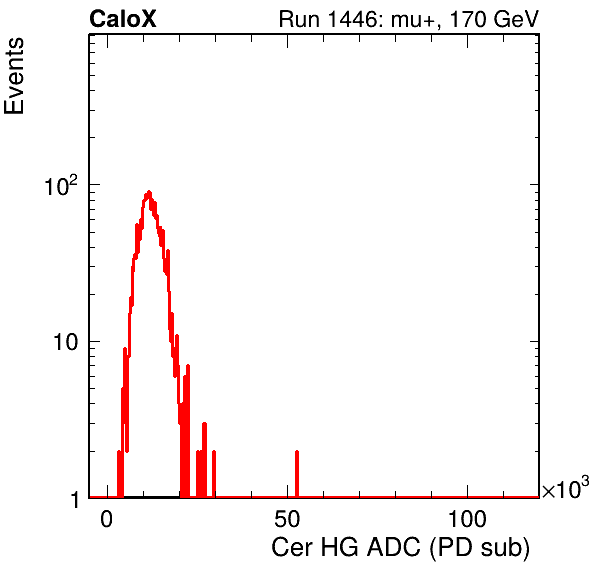 CaloX Run 1446: mu+, 170 GeV
Events
10²
10
1
0 50 100 ×10³
Cer HG ADC (PD sub)